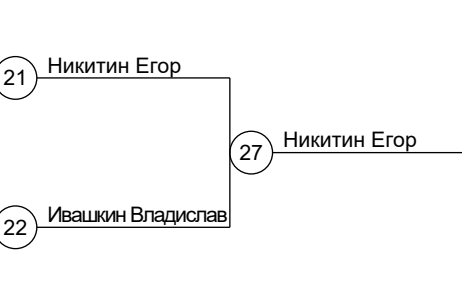 21 Никитин Егор
27 Никитин Егор
22 Ивашкин Владислав